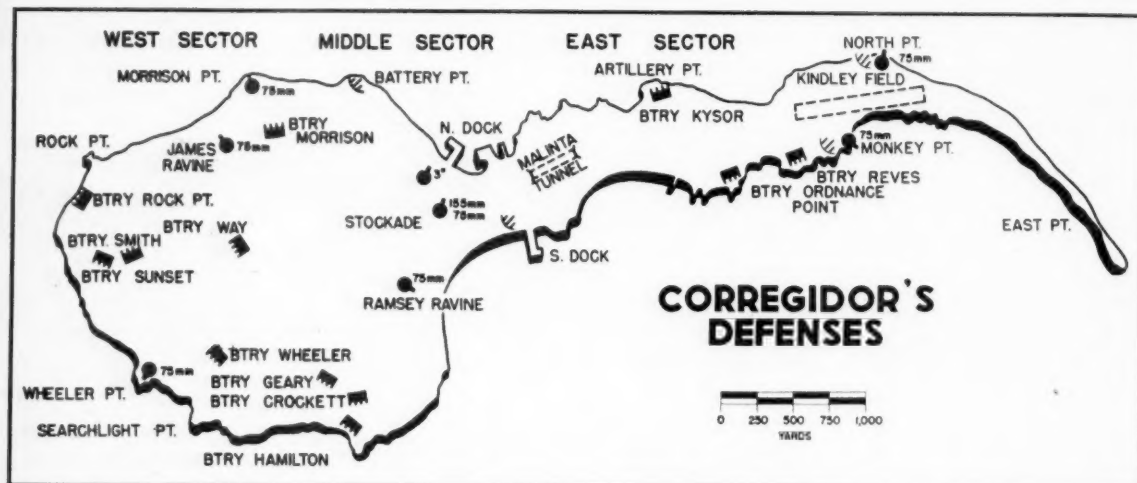 WEST SECTOR
MIDDLE SECTOR
EAST SECTOR
NORTH PT.
75mm
KINDLEY FIELD
MORRISON PT.
75mm
BATTERY PT.
ARTILLERY PT.
BTRY KYSOR
BTRY
MORRISON
N. DOCK
ROCK PT.
JAMES
RAVINE
75mm
MALINTA
TUNNEL
75mm
MONKEY PT.
3"
BTRY REVES
BTRY ORDNANCE
POINT
BTRY ROCK PT.
155mm
75mm
STOCKADE
BTRY WAY
EAST PT.
BTRY. SMITH
BTRY SUNSET
S. DOCK
75mm
RAMSEY RAVINE
CORREGIDOR'S
DEFENSES
BTRY WHEELER
75mm
BTRY GEARY
WHEELER PT.
BTRY CROCKETT
SEARCHLIGHT PT.
BTRY HAMILTON
0 250 500 750 1,000
YARDS